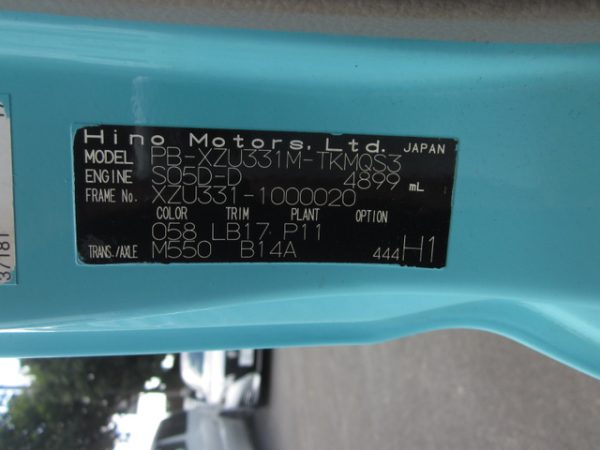 Hino Motors, Ltd. JAPAN
MODEL PB-XZU331M-TKMQS3
ENGINE S05D-D 4899 mL
FRAME No. XZU331-1000020
COLOR TRIM PLANT OPTION
058 LB17 P11
TRANS./AXLE M550 B14A 444H1
37181